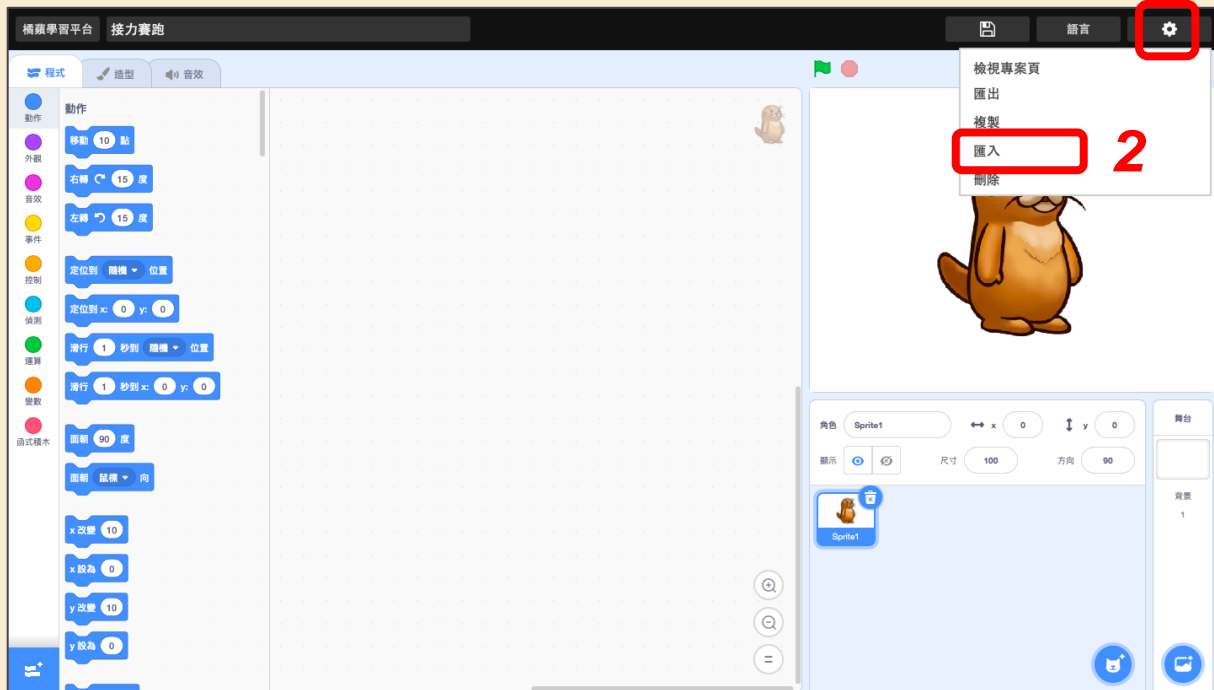 橘蘋學習平台 接力賽跑 語言
程式 造型 音效
檢視專案頁
匯出
複製
匯入
2
刪除
動作
外觀
音效
事件
控制
偵測
運算
變數
函式積木
動作
移動 10 點
右轉 15 度
左轉 15 度
定位到 隨機 位置
定位到 x: 0 y: 0
滑行 1 秒到 隨機 位置
滑行 1 秒到 x: 0 y: 0
面朝 90 度
面朝 鼠標 向
x 改變 10
x 設為 0
y 改變 10
y 設為 0
角色 Sprite1 x 0 y 0
顯示 尺寸 100 方向 90
Sprite1
舞台
背景
1